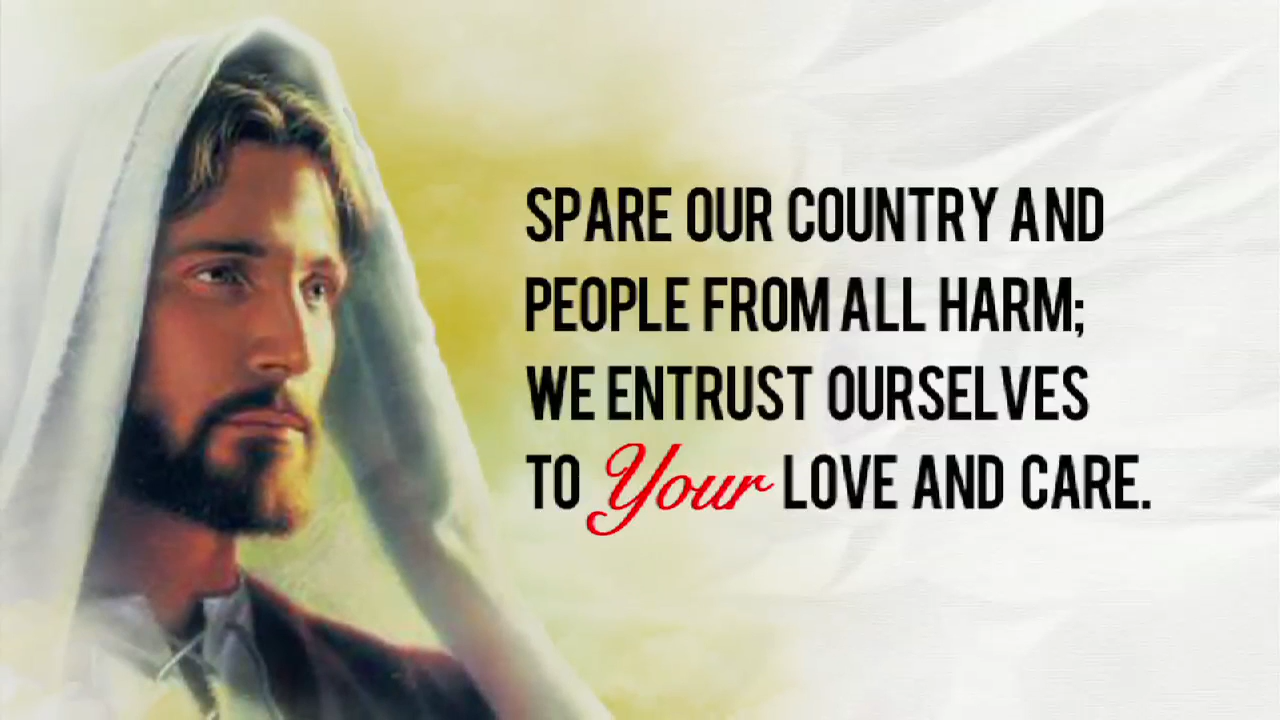 SPARE OUR COUNTRY AND
PEOPLE FROM ALL HARM;
WE ENTRUST OURSELVES
TO Your LOVE AND CARE.